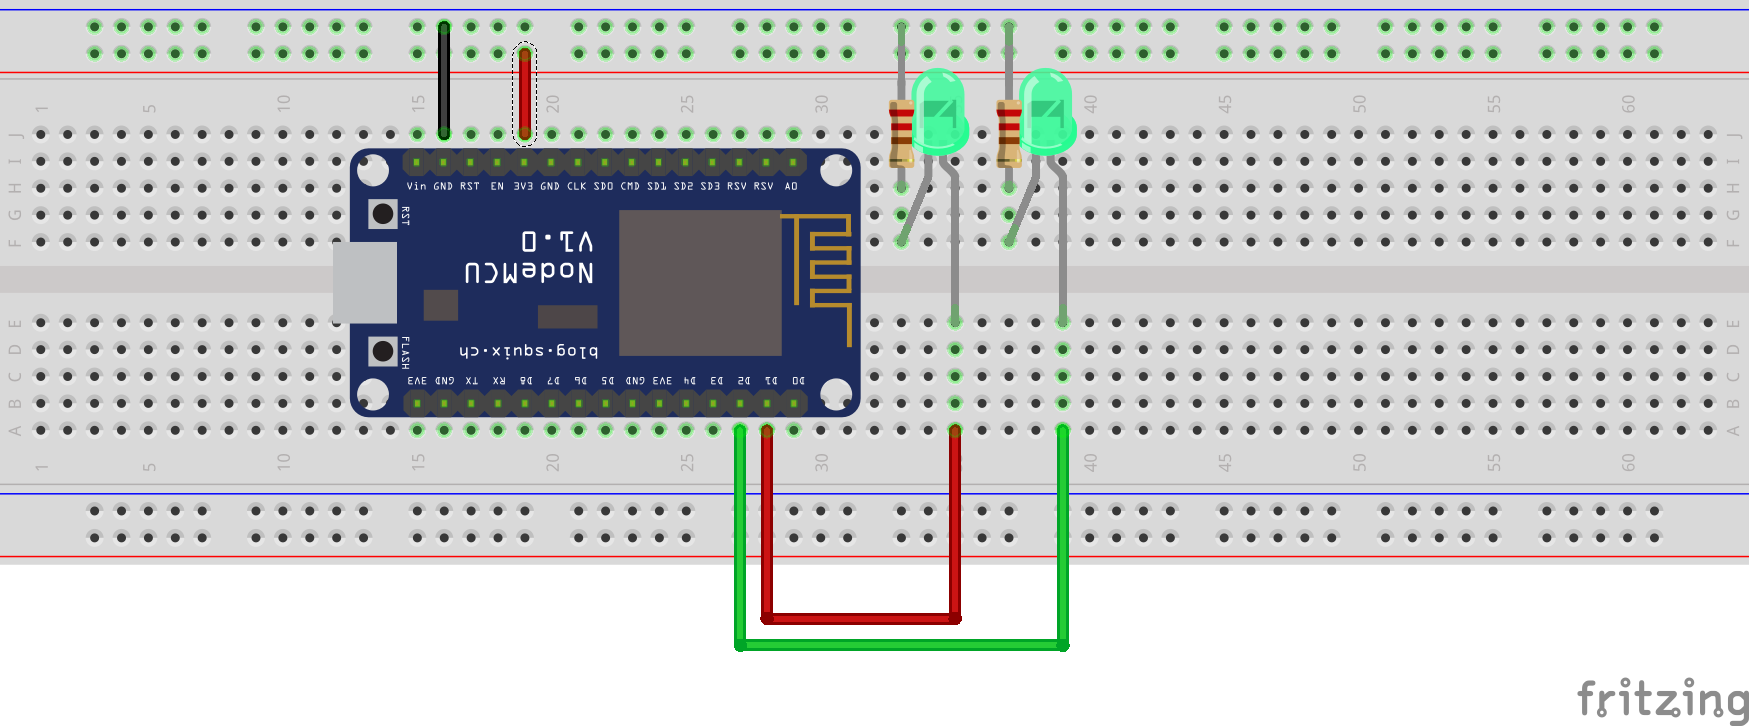 1 5 10 15 20 25 30 40 45 50 55 60
J J
I I
H H
G G
F F
Vin GND RST EN 3V3 GND CLK SD0 CMD SD1 SD2 SD3 RSV RSV A0
RST
V1.0
NodeMCU
E E
D D
C C
B B
A A
FLASH
blog.squix.ch
3V3 GND TX RX D8 D7 D6 D5 GND 3V3 D4 D3 D2 D1 D0
1 5 10 15 20 25 30 40 45 50 55 60
fritzing